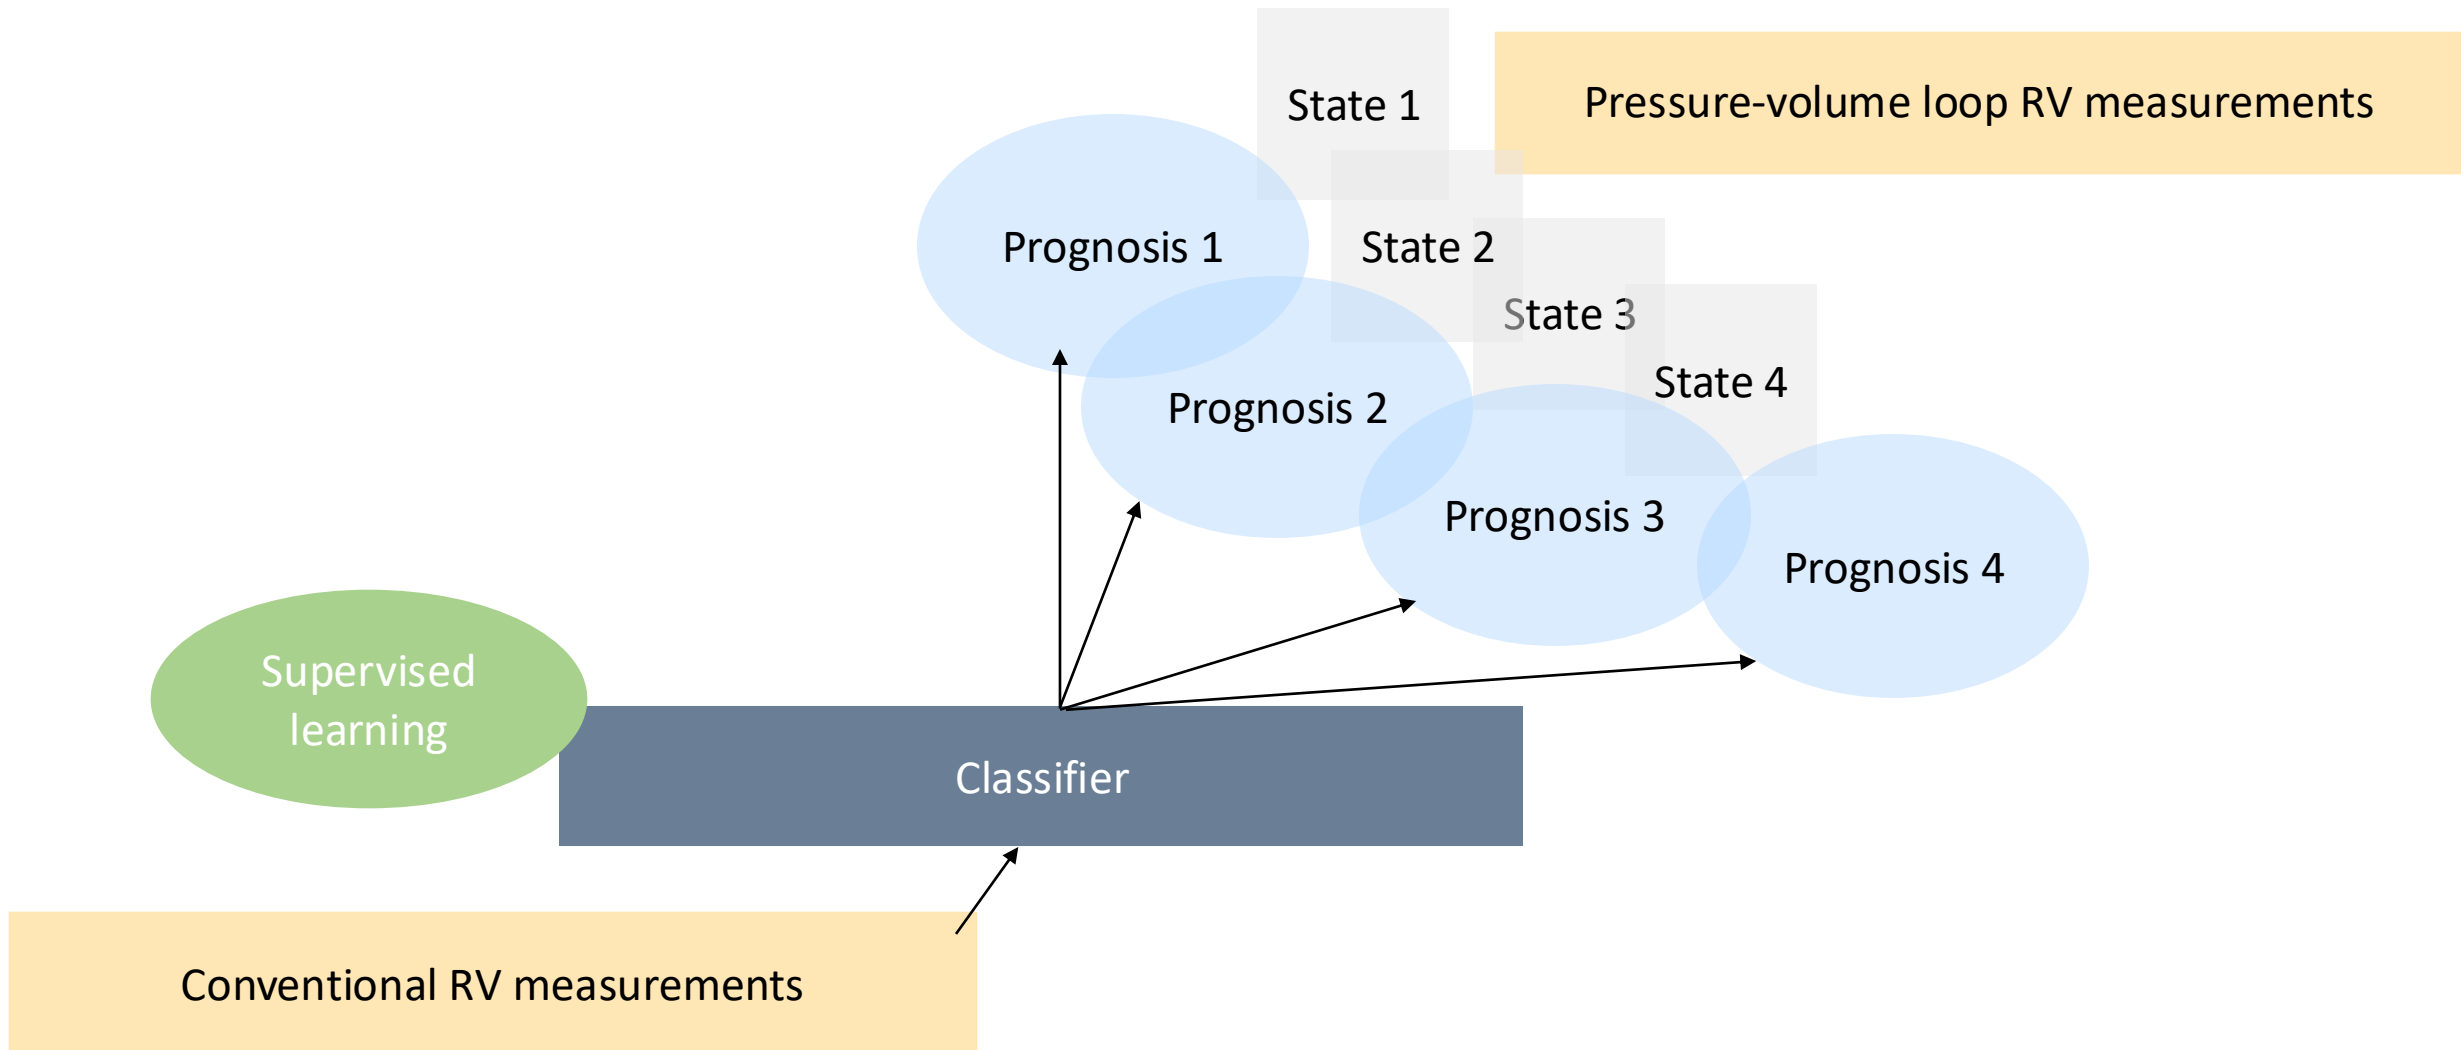 State 1
Pressure-volume loop RV measurements
Prognosis 1
State 2
State 3
State 4
Prognosis 2
Prognosis 3
Prognosis 4
Supervised
learning
Classifier
Conventional RV measurements